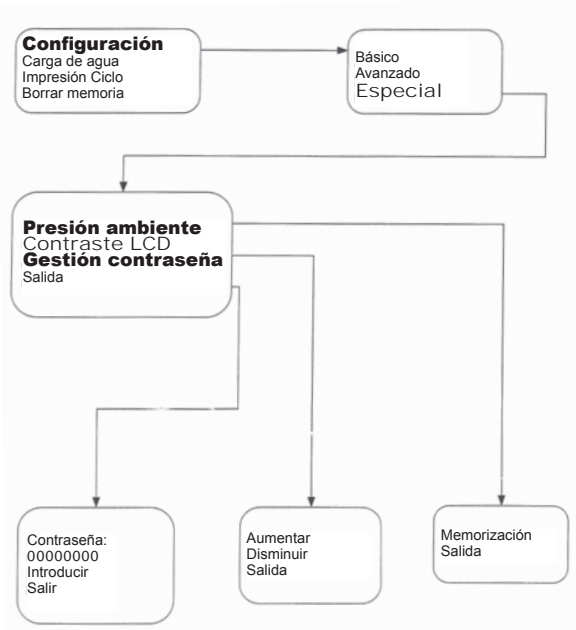 Configuración
Carga de agua
Impresión Ciclo
Borrar memoria
Básico
Avanzado
Especial
Presión ambiente
Contraste LCD
Gestión contraseña
Salida
Contraseña:
00000000
Introducir
Salir
Aumentar
Disminuir
Salida
Memorización
Salida